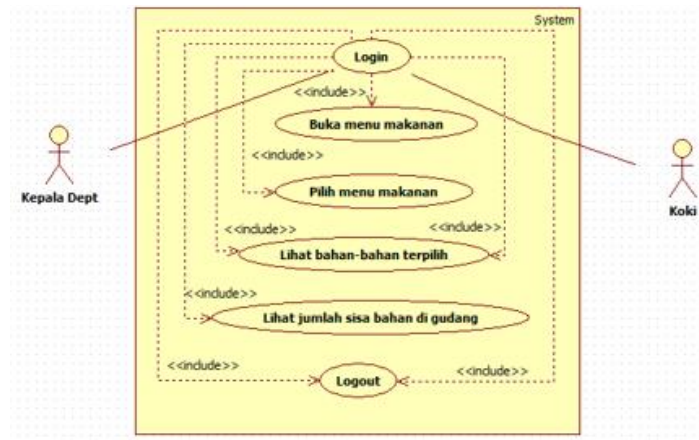 System
Login
<<include>>
Buka menu makanan
<<include>>
Kepala Dept
Pilih menu makanan
Koki
<<include>>
<<include>>
Lihat bahan-bahan terpilih
<<include>>
Lihat jumlah sisa bahan di gudang
<<include>>
<<include>>
Logout